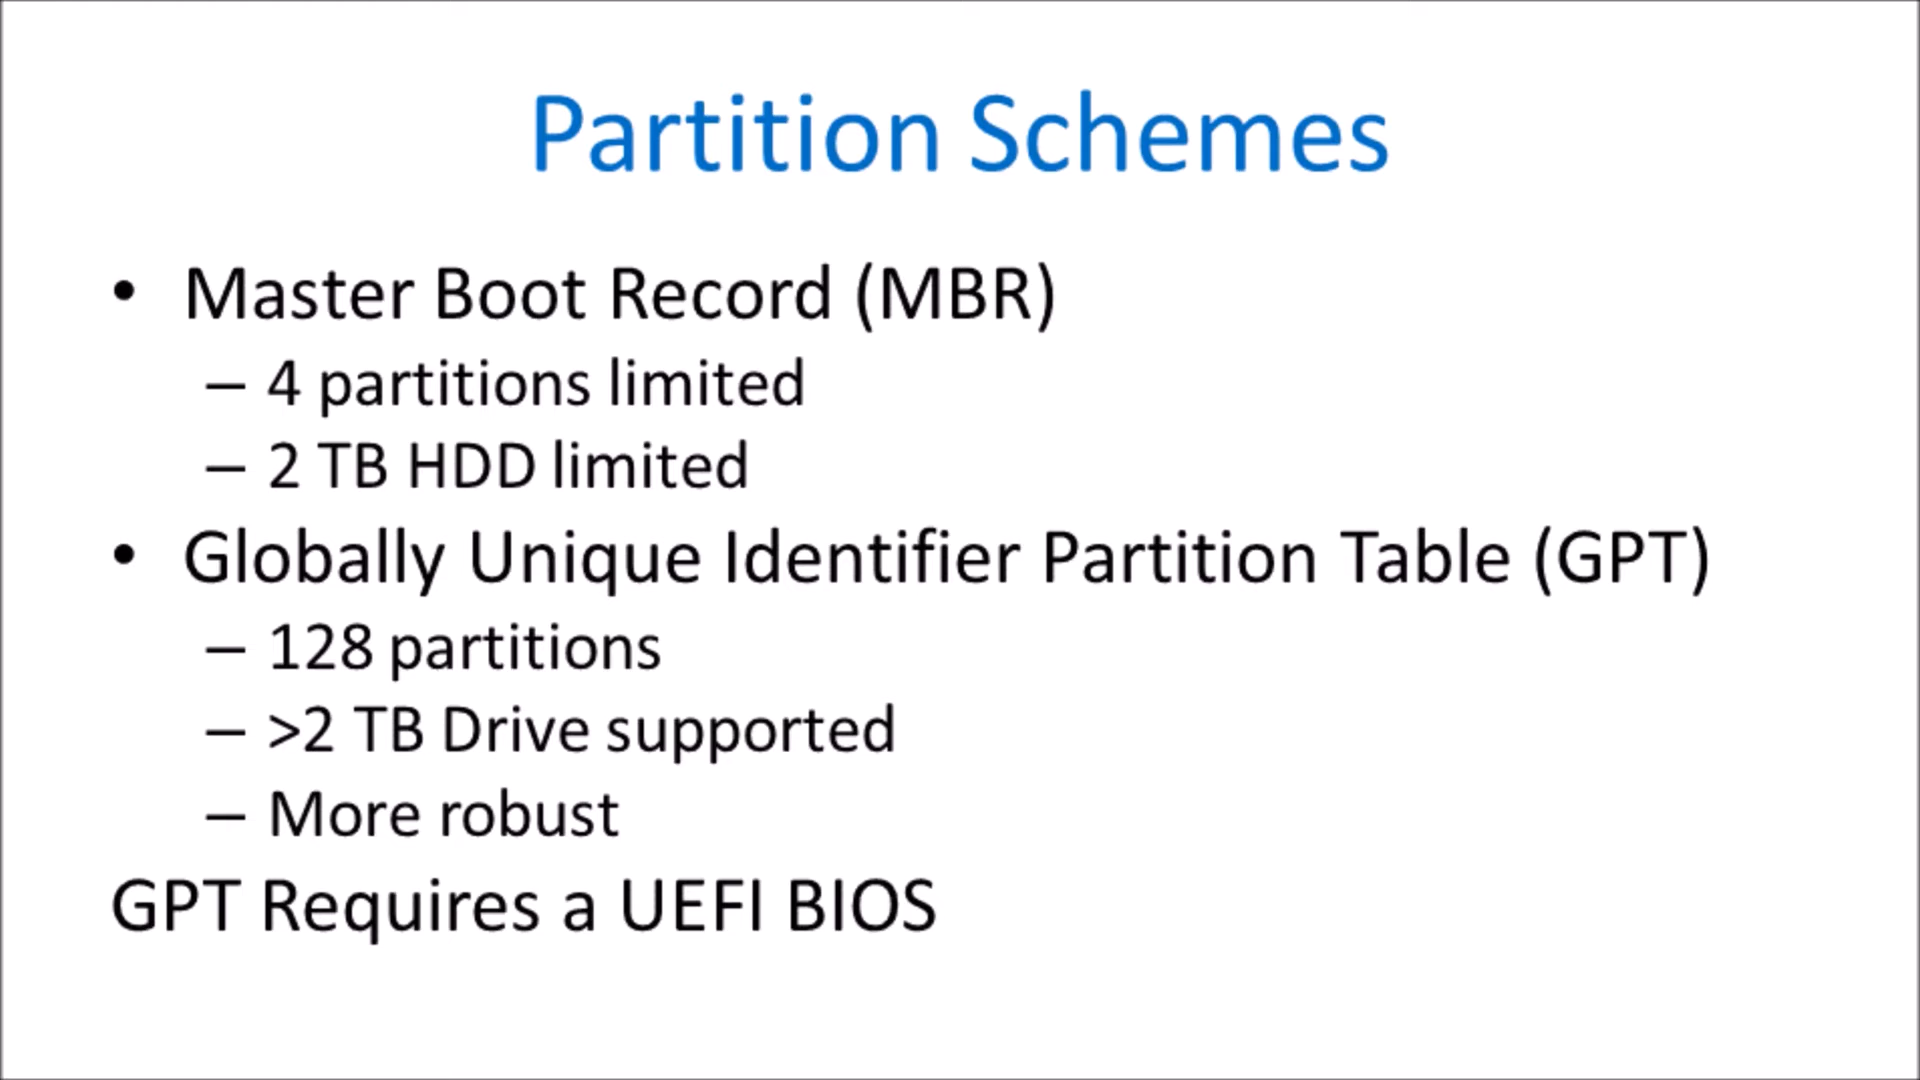 Partition Schemes
• Master Boot Record (MBR)
– 4 partitions limited
– 2 TB HDD limited
• Globally Unique Identifier Partition Table (GPT)
– 128 partitions
– >2 TB Drive supported
– More robust
GPT Requires a UEFI BIOS